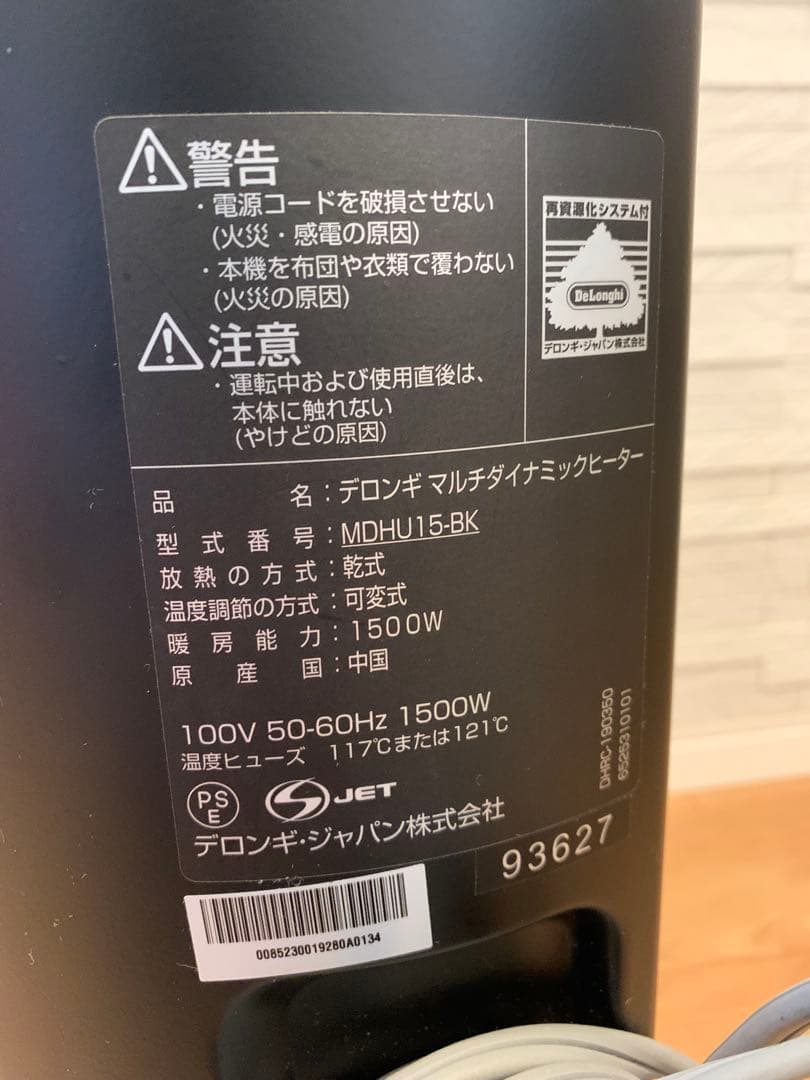 警告
・電源コードを破損させない
(火災・感電の原因)
・本機を布団や衣類で覆わない
(火災の原因)
注意
・運転中および使用直後は、
本体に触れない
(やけどの原因)
再資源化システム付
DeLonghi
デロンギ・ジャパン株式会社
品名：デロンギ マルチダイナミックヒーター
型式番号：MDHU15-BK
放熱の方式：乾式
温度調節の方式：可変式
暖房能力：1500W
原産国：中国
100V 50-60Hz 1500W
温度ヒューズ 117℃または121℃
PSE JET
デロンギ・ジャパン株式会社
DHRC-190350
6525310101
93627
0085230019280A0134